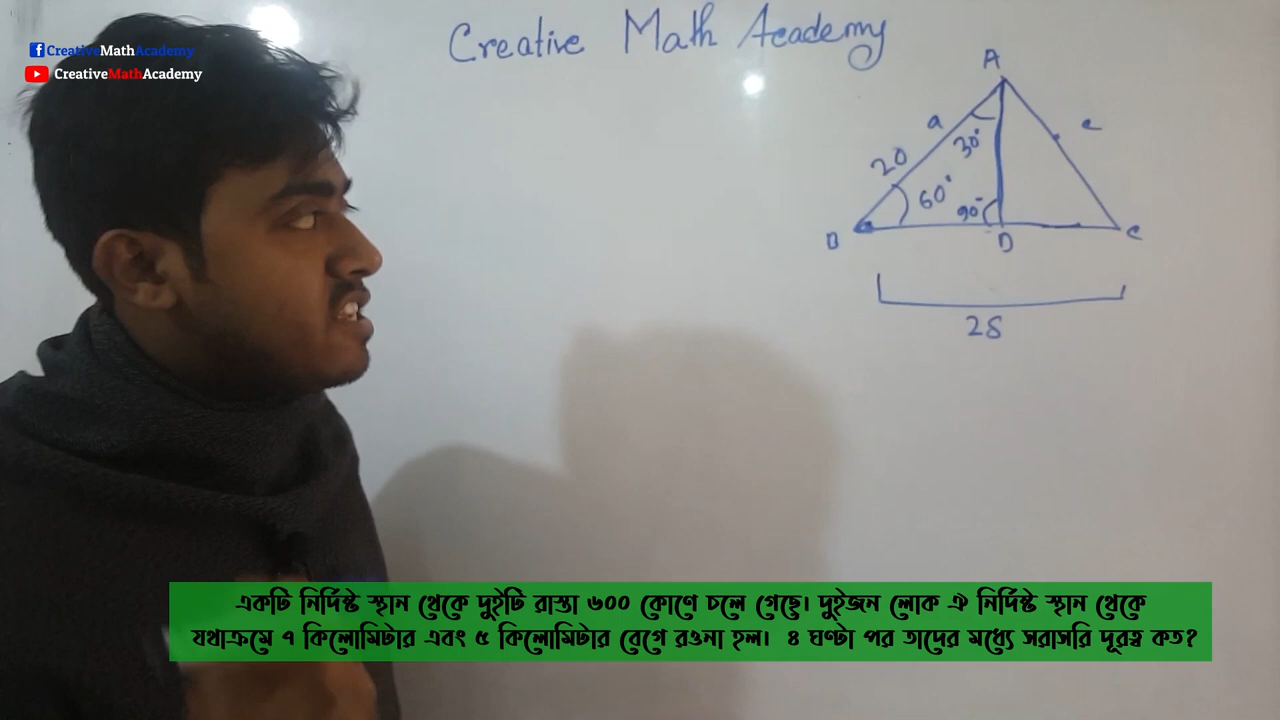 CreativeMathAcademy
CreativeMathAcademy
Creative Math Academy
A
a
c
20
30°
60°
90°
B
D
C
28
একটি নির্দিষ্ট স্থান থেকে দুইটি রাস্তা ৬০০ কোণে চলে গেছে। দুইজন লোক ঐ নির্দিষ্ট স্থান থেকে
যথাক্রমে ৭ কিলোমিটার এবং ৫ কিলোমিটার বেগে রওনা হল। ৪ ঘণ্টা পর তাদের মধ্যে সরাসরি দূরত্ব কত?